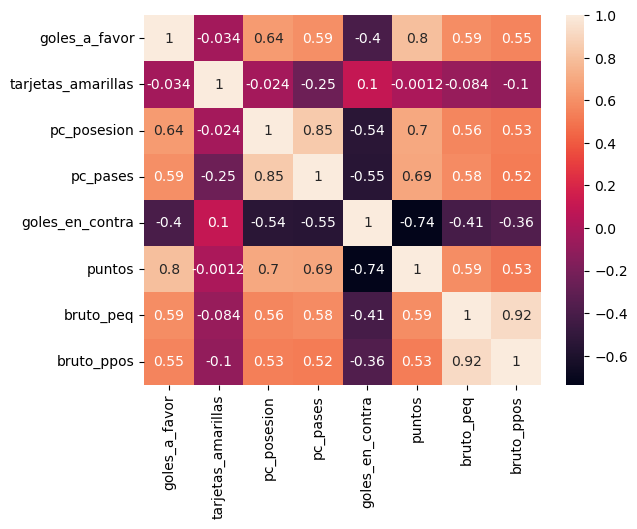 goles_a_favor 1 -0.034 0.64 0.59 -0.4 0.8 0.59 0.55
tarjetas_amarillas -0.034 1 -0.024 -0.25 0.1 -0.0012 -0.084 -0.1
pc_posesion 0.64 -0.024 1 0.85 -0.54 0.7 0.56 0.53
pc_pases 0.59 -0.25 0.85 1 -0.55 0.69 0.58 0.52
goles_en_contra -0.4 0.1 -0.54 -0.55 1 -0.74 -0.41 -0.36
puntos 0.8 -0.0012 0.7 0.69 -0.74 1 0.59 0.53
bruto_peq 0.59 -0.084 0.56 0.58 -0.41 0.59 1 0.92
bruto_ppos 0.55 -0.1 0.53 0.52 -0.36 0.53 0.92 1
goles_a_favor
tarjetas_amarillas
pc_posesion
pc_pases
goles_en_contra
puntos
bruto_peq
bruto_ppos
1.0
0.8
0.6
0.4
0.2
0.0
−0.2
−0.4
−0.6